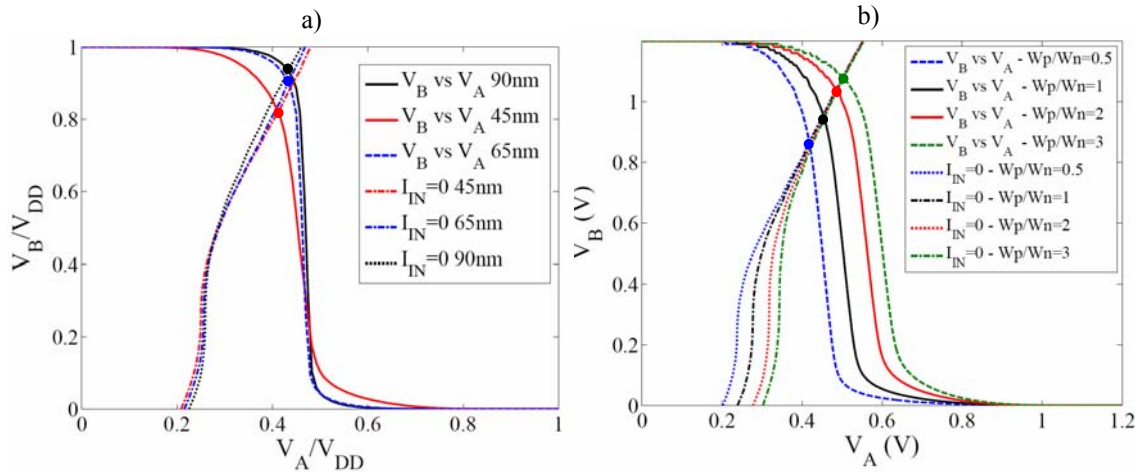 a)
1
0.8
0.6
0.4
0.2
0
0
0.2
0.4
0.6
0.8
1
V_B/V_DD
V_A/V_DD
V_B vs V_A 90nm
V_B vs V_A 45nm
V_B vs V_A 65nm
I_IN=0 45nm
I_IN=0 65nm
I_IN=0 90nm
b)
1
0.8
0.6
0.4
0.2
0
0
0.2
0.4
0.6
0.8
1
1.2
V_B (V)
V_A (V)
V_B vs V_A - Wp/Wn=0.5
V_B vs V_A - Wp/Wn=1
V_B vs V_A - Wp/Wn=2
V_B vs V_A - Wp/Wn=3
I_IN=0 - Wp/Wn=0.5
I_IN=0 - Wp/Wn=1
I_IN=0 - Wp/Wn=2
I_IN=0 - Wp/Wn=3